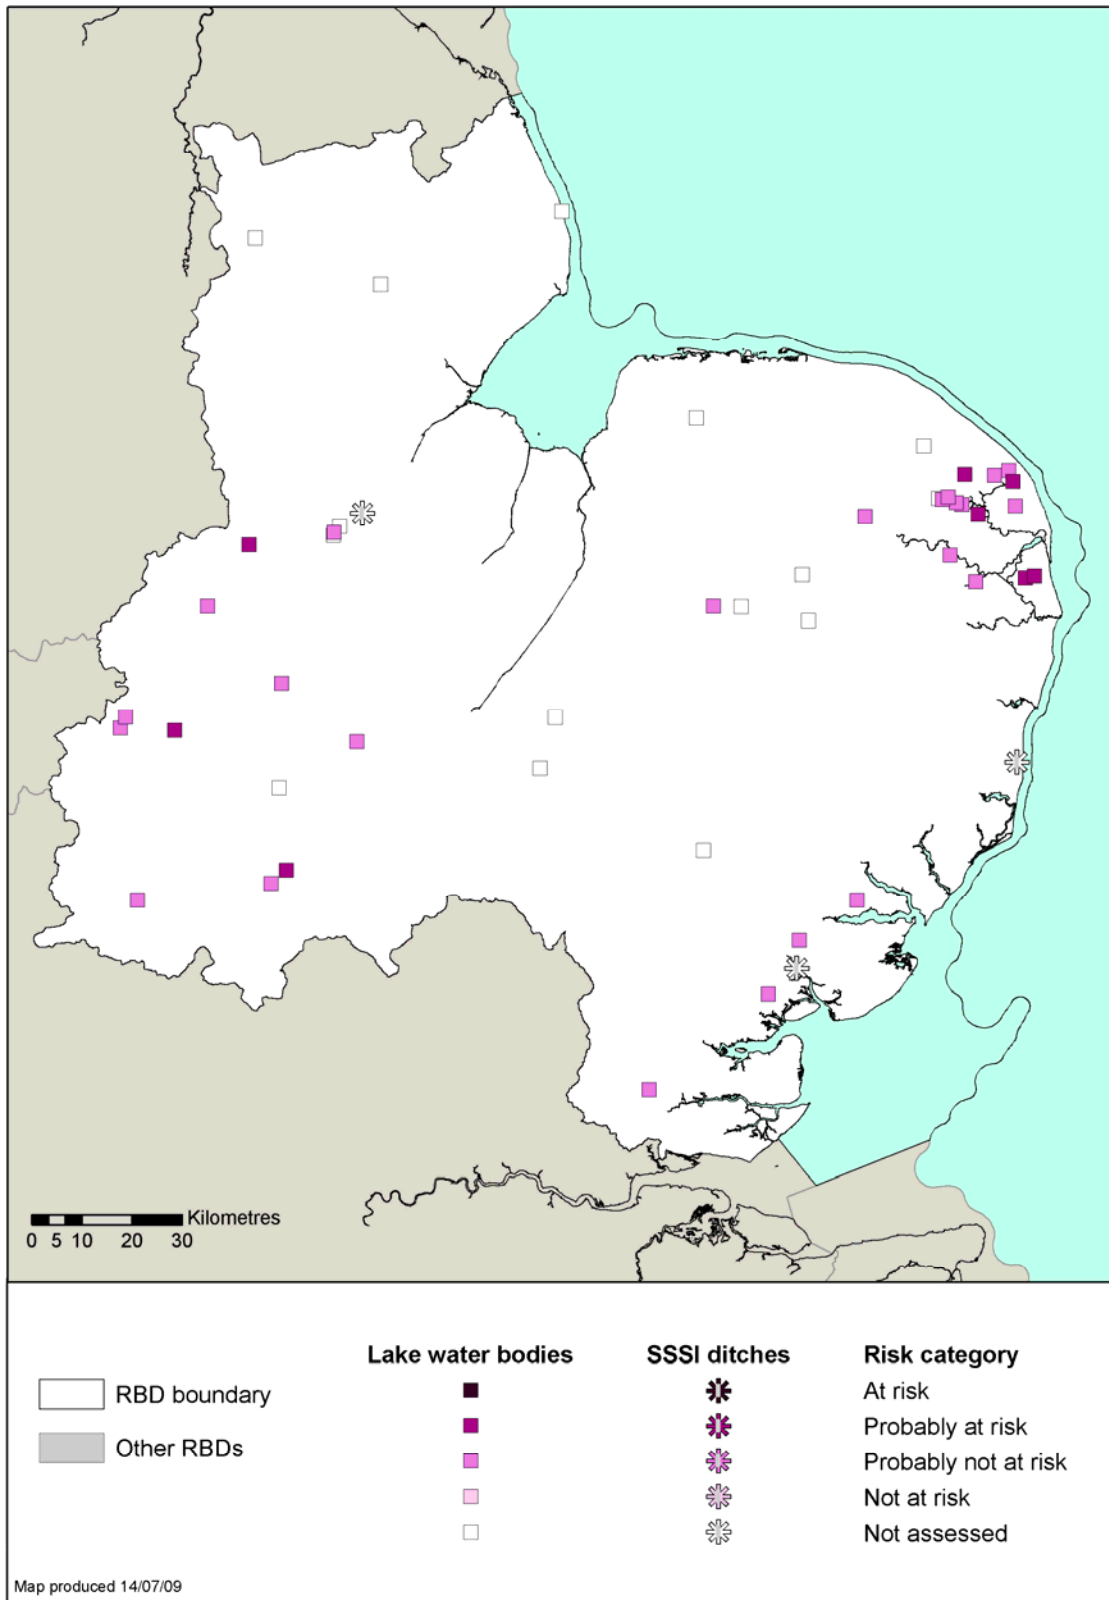 Kilometres
0 5 10 20 30
Lake water bodies SSSI ditches Risk category
RBD boundary
Other RBDs
At risk
Probably at risk
Probably not at risk
Not at risk
Not assessed
Map produced 14/07/09